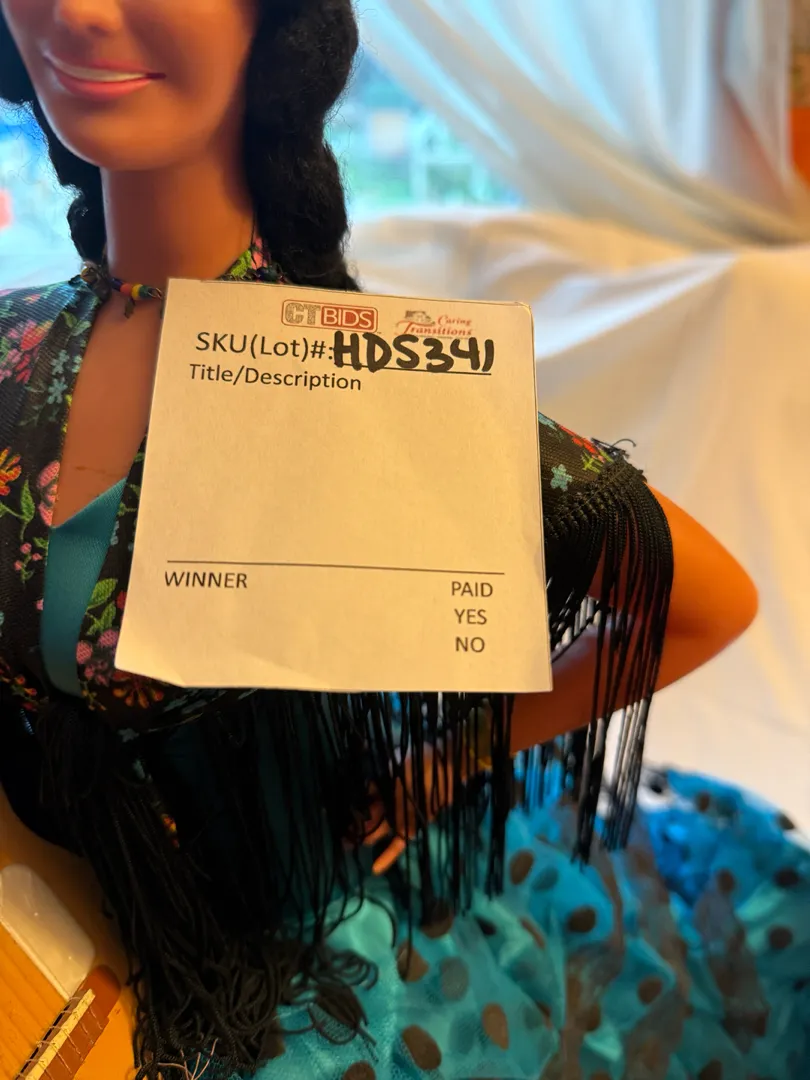 CTBIDS Caring Transitions
SKU(Lot)#:HDS341
Title/Description
WINNER PAID
YES
NO